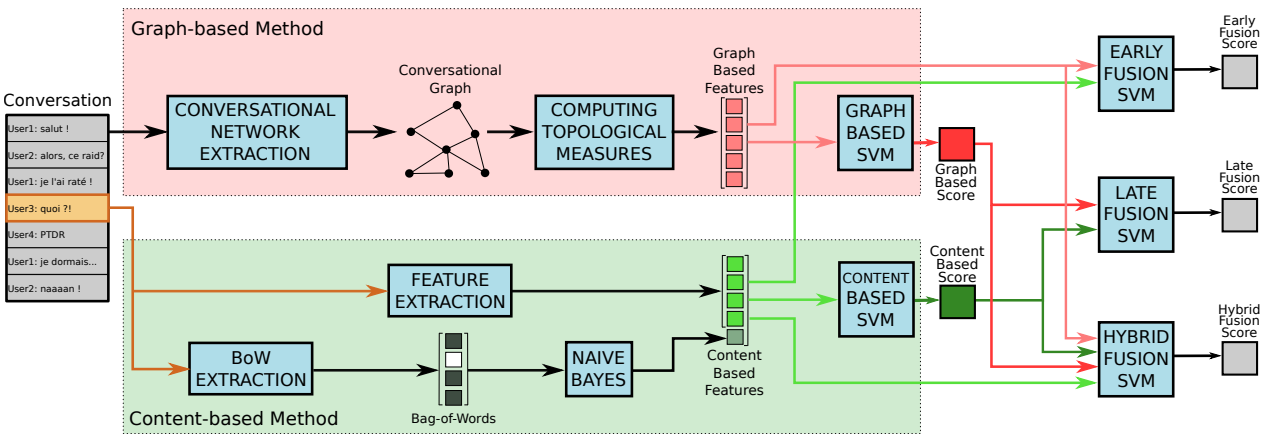 Graph-based Method
Conversation
User1: salut !
User2: alors, ce raid?
User1: je l'ai raté !
User3: quoi ?!
User4: PTDR
User1: je dormais...
User2: naaaan !
CONVERSATIONAL
NETWORK
EXTRACTION
Conversational
Graph
COMPUTING
TOPOLOGICAL
MEASURES
Graph
Based
Features
GRAPH
BASED
SVM
Graph
Based
Score
FEATURE
EXTRACTION
BoW
EXTRACTION
Bag-of-Words
NAIVE
BAYES
Content
Based
Features
CONTENT
BASED
SVM
Content
Based
Score
Content-based Method
EARLY
FUSION
SVM
Early
Fusion
Score
LATE
FUSION
SVM
Late
Fusion
Score
HYBRID
FUSION
SVM
Hybrid
Fusion
Score